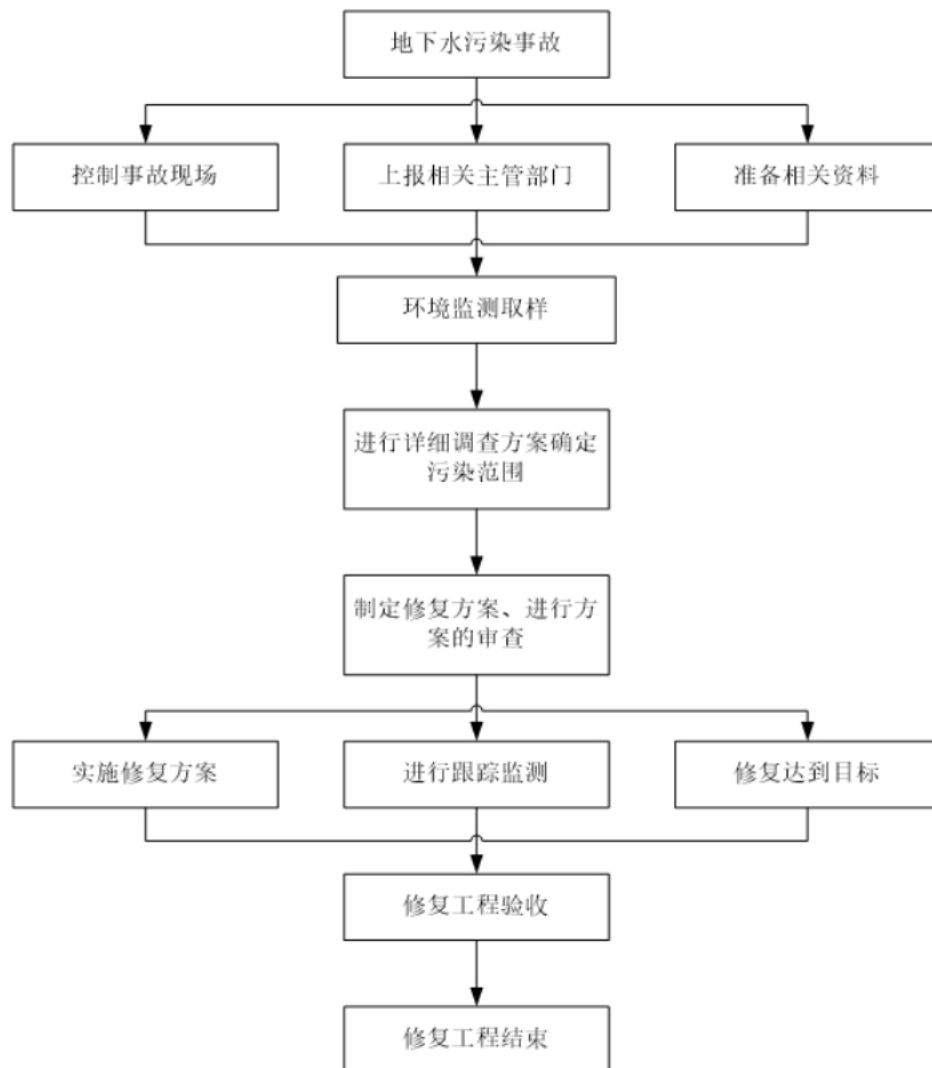 地下水污染事故
控制事故现场
上报相关主管部门
准备相关资料
环境监测取样
进行详细调查方案确定
污染范围
制定修复方案、进行方
案的审查
实施修复方案
进行跟踪监测
修复达到目标
修复工程验收
修复工程结束